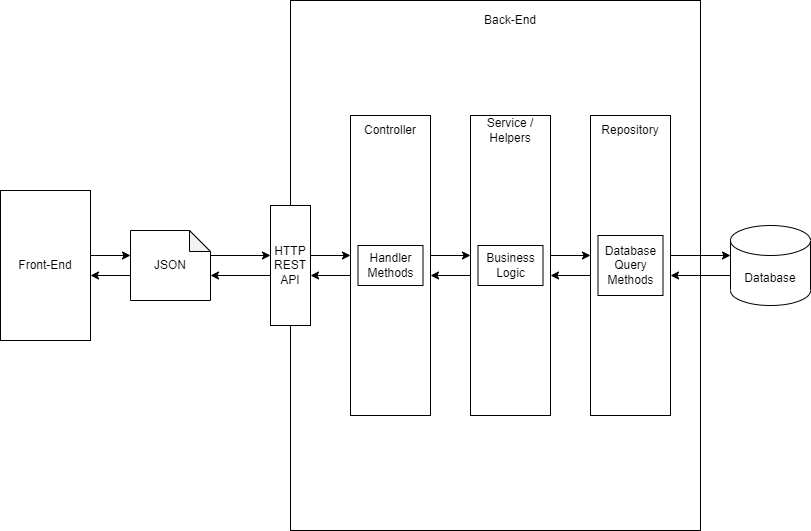 Back-End
Controller
Service /
Helpers
Repository
Front-End
JSON
HTTP
REST
API
Handler
Methods
Business
Logic
Database
Query
Methods
Database